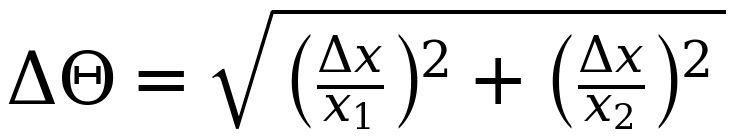 ΔΘ = √((Δx/x₁)² + (Δx/x₂)²)